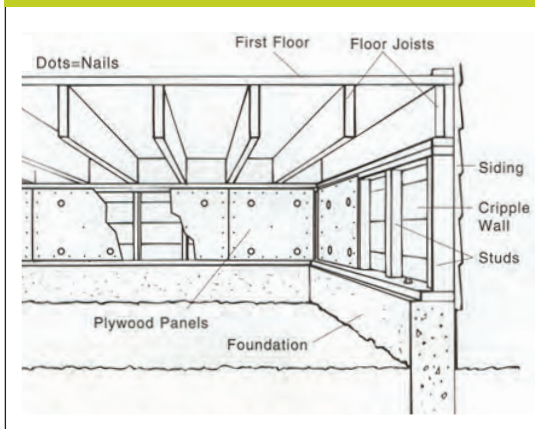 First Floor
Floor Joists
Dots=Nails
Siding
Cripple
Wall
Studs
Plywood Panels
Foundation